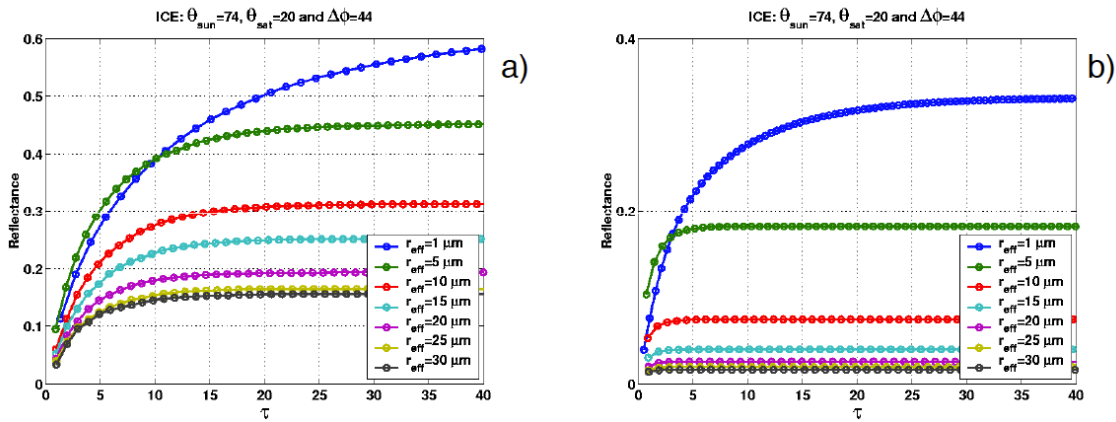 ICE: θsun=74, θsat=20 and Δϕ=44
a)
Reflectance
0.6
0.5
0.4
0.3
0.2
0.1
0
0 5 10 15 20 25 30 35 40
τ
reff=1 μm
reff=5 μm
reff=10 μm
reff=15 μm
reff=20 μm
reff=25 μm
reff=30 μm
ICE: θsun=74, θsat=20 and Δϕ=44
b)
Reflectance
0.4
0.2
0
0 5 10 15 20 25 30 35 40
τ
reff=1 μm
reff=5 μm
reff=10 μm
reff=15 μm
reff=20 μm
reff=25 μm
reff=30 μm